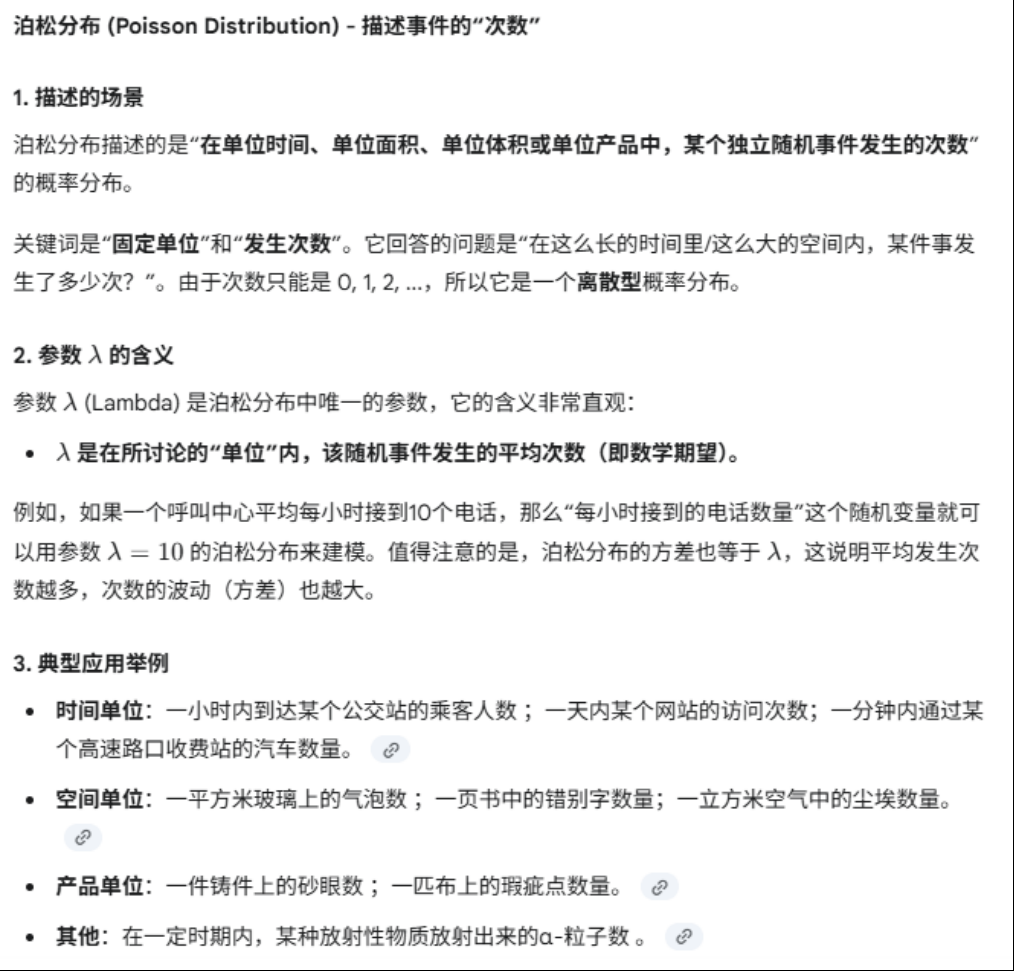 泊松分布 (Poisson Distribution) - 描述事件的“次数”
1. 描述的场景
泊松分布描述的是“在单位时间、单位面积、单位体积或单位产品中，某个独立随机事件发生的次数”
的概率分布。
关键词是“固定单位”和“发生次数”。它回答的问题是“在这么长的时间里/这么大的空间内，某件事发
生了多少次？”。由于次数只能是 0, 1, 2, ...，所以它是一个离散型概率分布。
2. 参数 λ 的含义
参数 λ (Lambda) 是泊松分布中唯一的参数，它的含义非常直观：
• λ 是在所讨论的“单位”内，该随机事件发生的平均次数（即数学期望）。
例如，如果一个呼叫中心平均每小时接到10个电话，那么“每小时接到的电话数量”这个随机变量就可
以用参数 λ = 10 的泊松分布来建模。值得注意的是，泊松分布的方差也等于 λ，这说明平均发生次
数越多，次数的波动（方差）也越大。
3. 典型应用举例
• 时间单位：一小时内到达某个公交站的乘客人数 ；一天内某个网站的访问次数；一分钟内通过某
个高速路口收费站的汽车数量。
• 空间单位：一平方米玻璃上的气泡数 ；一页书中的错别字数量；一立方米空气中的尘埃数量。
• 产品单位：一件铸件上的砂眼数 ；一匹布上的瑕疵点数量。
• 其他：在一定时期内，某种放射性物质放射出来的α-粒子数 。